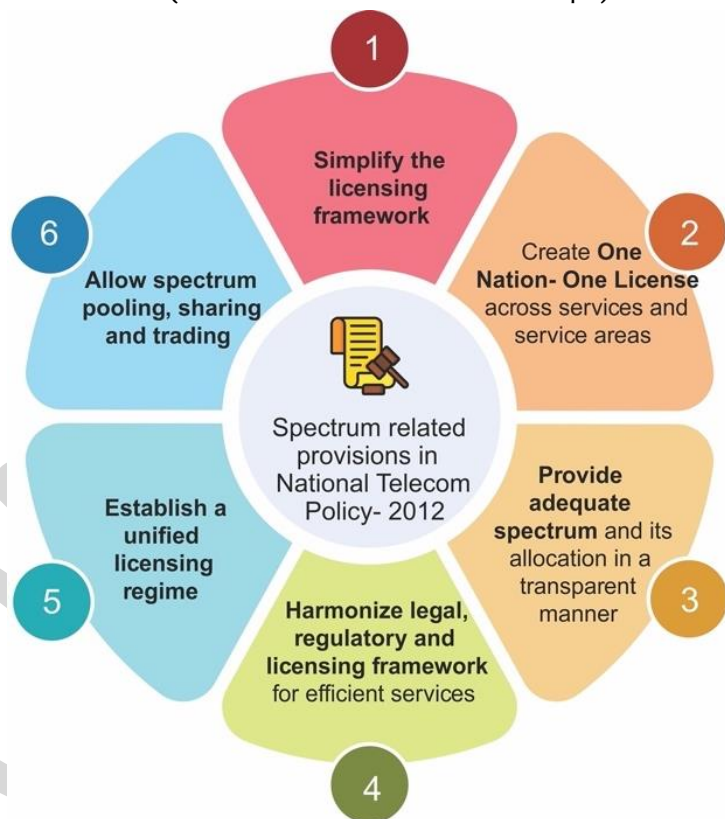 1
Simplify the
licensing
framework
2
Create One
Nation- One License
across services and
service areas
Provide
adequate
spectrum and its
allocation in a
transparent
manner
3
Harmonize legal,
regulatory and
licensing framework
for efficient services
4
Establish a
unified
licensing
regime
5
6
Allow spectrum
pooling, sharing
and trading
Spectrum related
provisions in
National Telecom
Policy- 2012